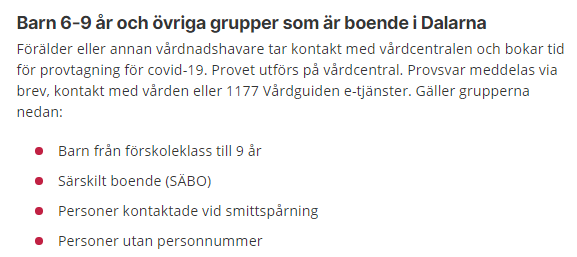 Barn 6-9 år och övriga grupper som är boende i Dalarna
Förälder eller annan vårdnadshavare tar kontakt med vårdcentralen och bokar tid
för provtagning för covid-19. Provet utförs på vårdcentral. Provsvar meddelas via
brev, kontakt med vården eller 1177 Vårdguiden e-tjänster. Gäller grupperna
nedan:
Barn från förskoleklass till 9 år
Särskilt boende (SÄBO)
Personer kontaktade vid smittspårning
Personer utan personnummer